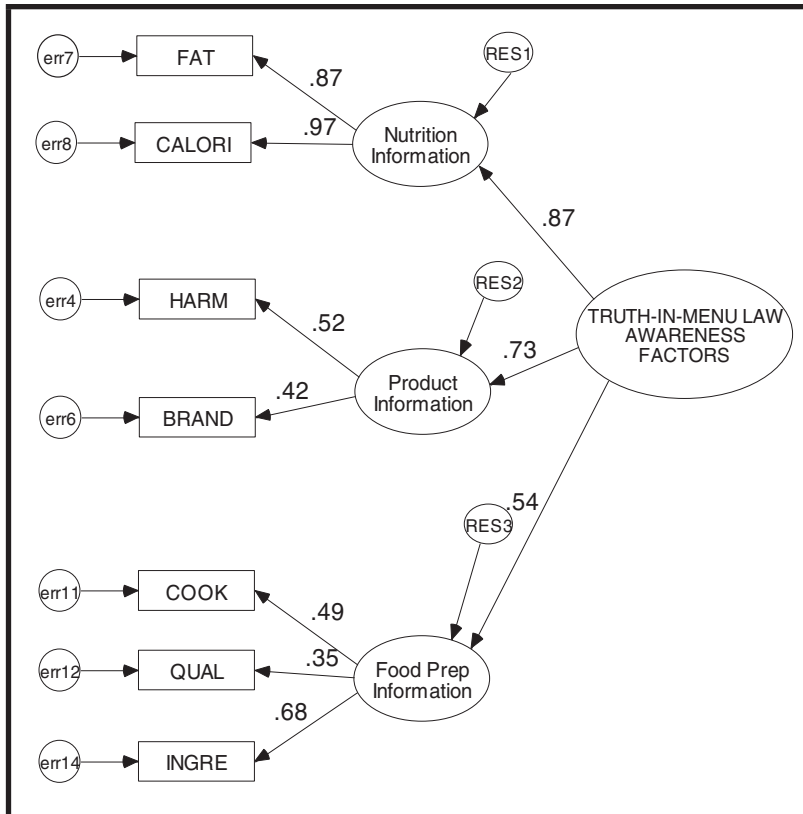 err7
FAT
RES1
.87
err8
CALORI
.97
Nutrition
Information
.87
err4
HARM
RES2
.52
TRUTH-IN-MENU LAW
AWARENESS
FACTORS
.73
Product
Information
err6
BRAND
.42
.54
RES3
err11
COOK
.49
err12
QUAL
.35
Food Prep
Information
.68
err14
INGRE